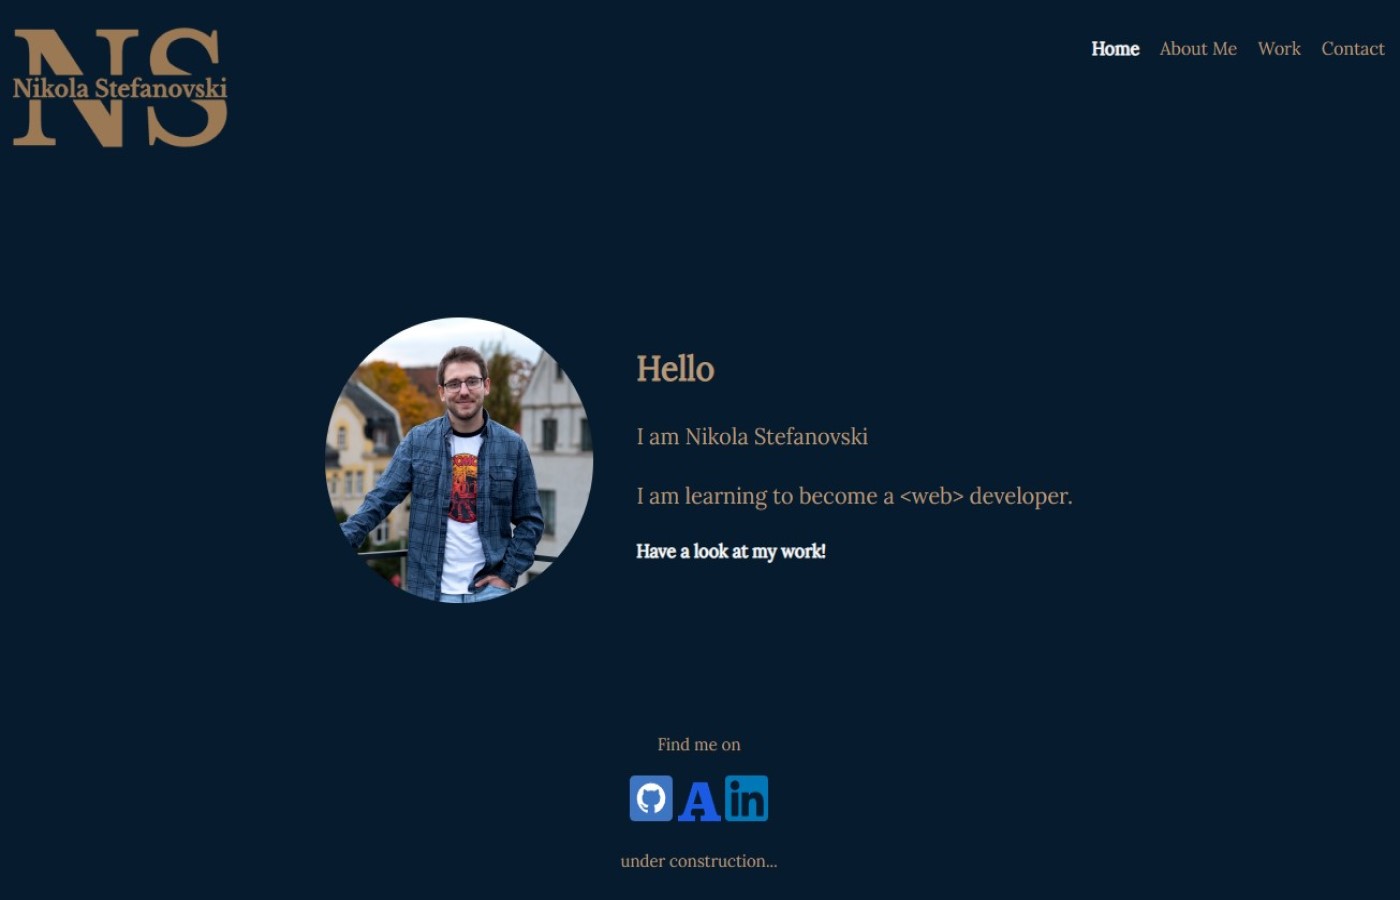 NS
Nikola Stefanovski
Home About Me Work Contact
Hello
I am Nikola Stefanovski
I am learning to become a <web> developer.
Have a look at my work!
Find me on
A in
under construction...